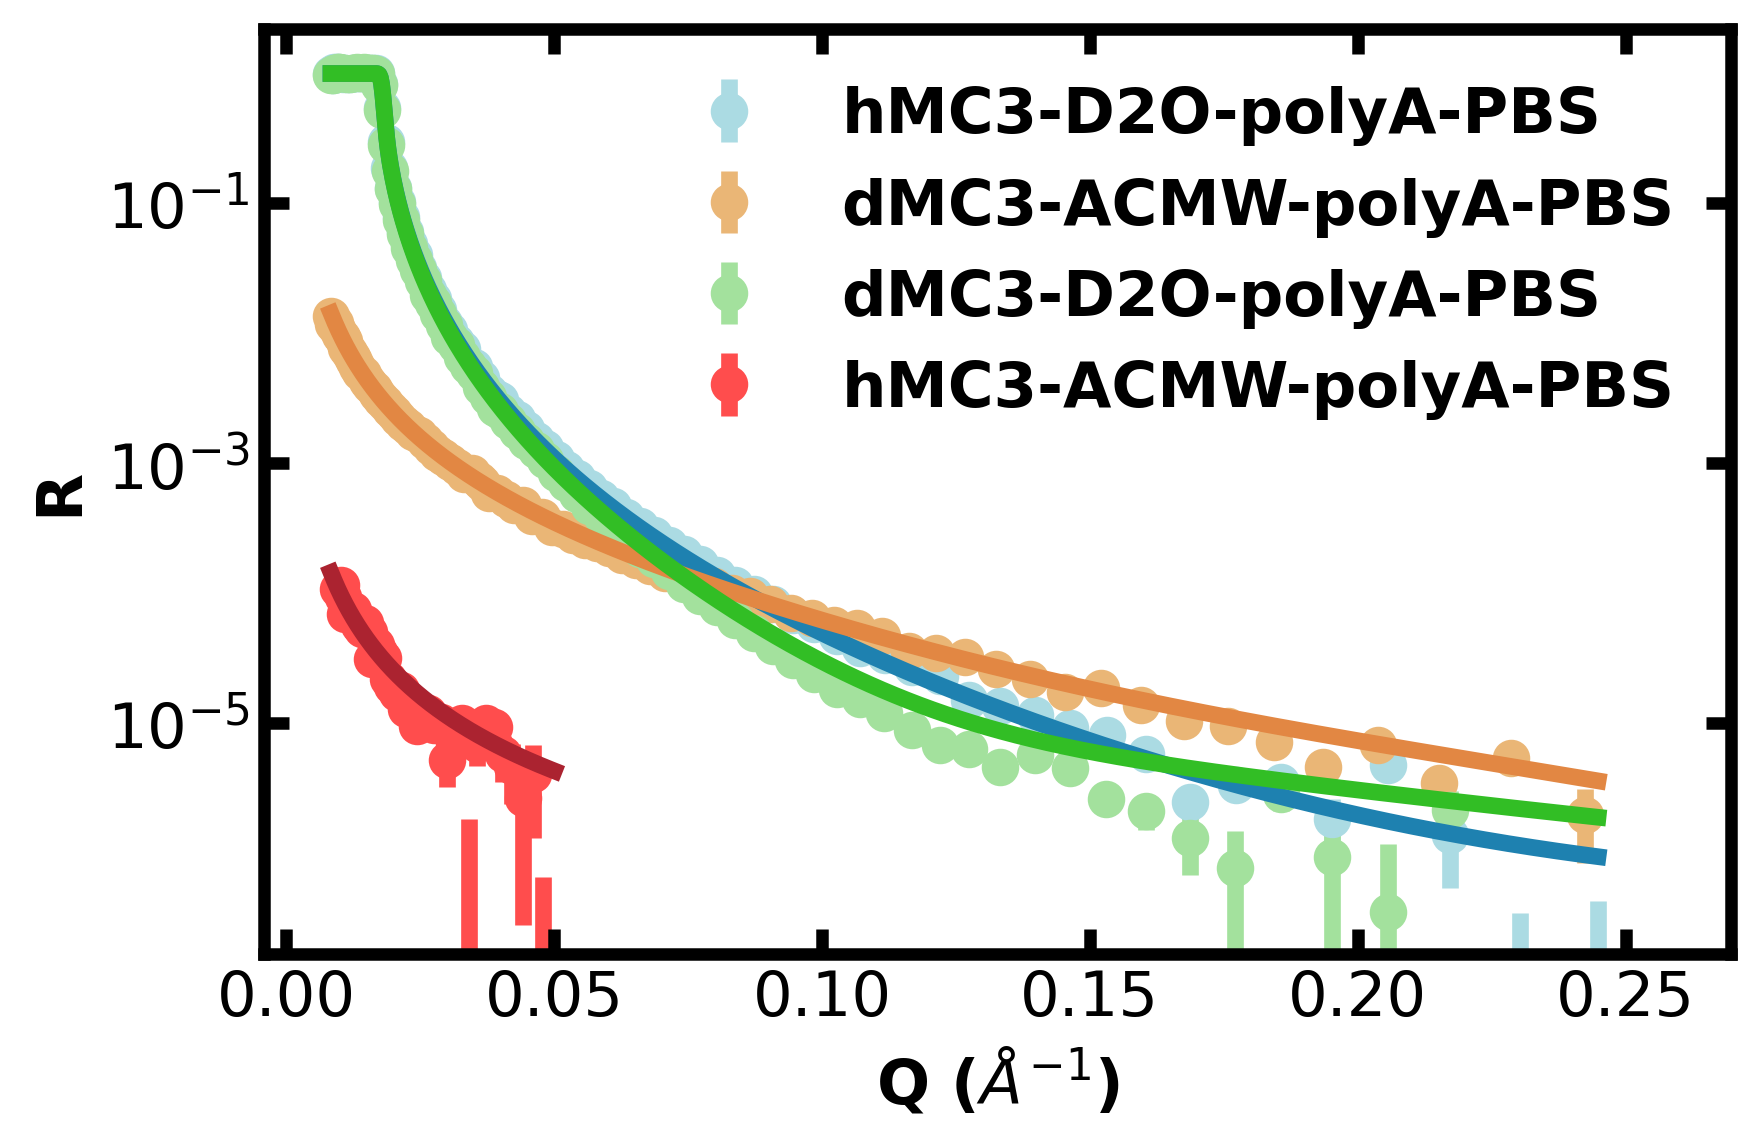 hMC3-D2O-polyA-PBS
dMC3-ACMW-polyA-PBS
dMC3-D2O-polyA-PBS
hMC3-ACMW-polyA-PBS
10⁻¹
10⁻³
10⁻⁵
R
0.00 0.05 0.10 0.15 0.20 0.25
Q (Å⁻¹)